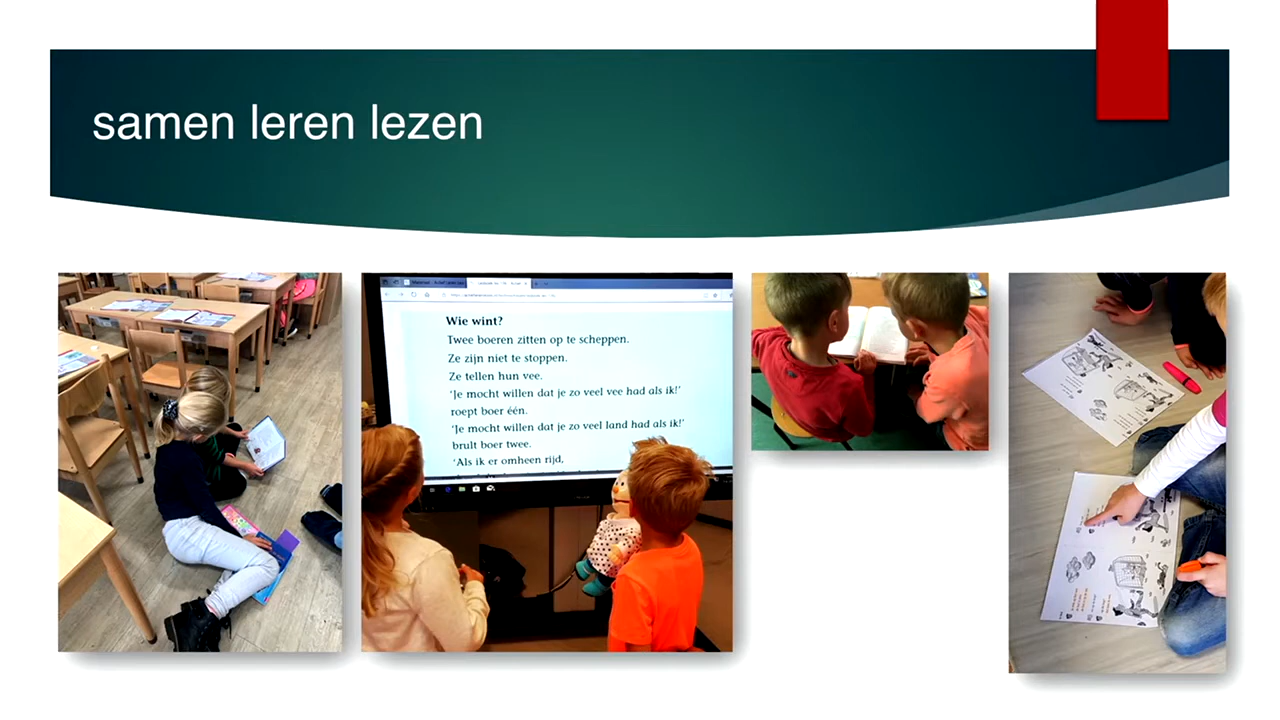 samen leren lezen
Wie wint?
Twee boeren zitten op te scheppen.
Ze zijn niet te stoppen.
Ze tellen hun vee.
‘Je mocht willen dat je zo veel vee had als ik!’
roept boer één.
‘Je mocht willen dat je zo veel land had als ik!’
brult boer twee.
‘Als ik er omheen rijd,